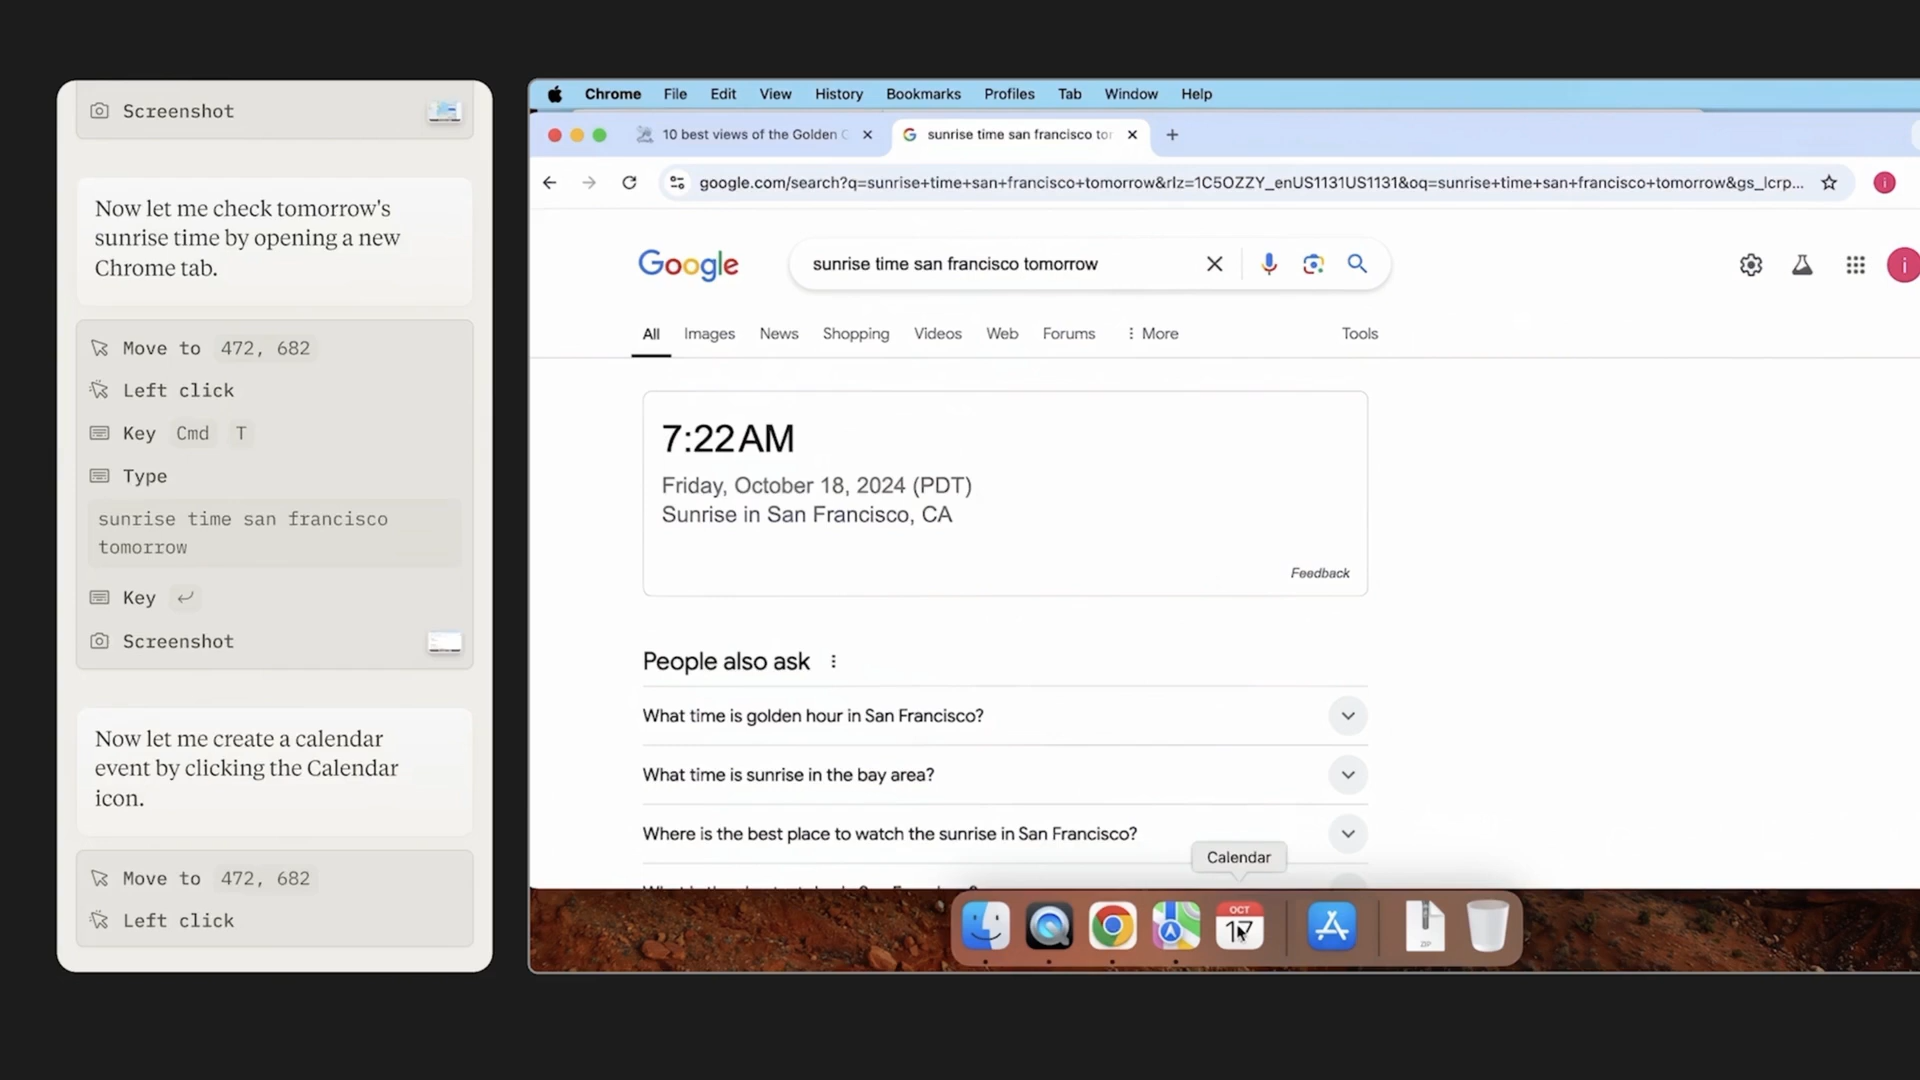 Screenshot
Now let me check tomorrow's
sunrise time by opening a new
Chrome tab.
Move to 472, 682
Left click
Key Cmd T
Type
sunrise time san francisco
tomorrow
Key
Screenshot
Now let me create a calendar
event by clicking the Calendar
icon.
Move to 472, 682
Left click
Chrome File Edit View History Bookmarks Profiles Tab Window Help
10 best views of the Golden
sunrise time san francisco tor
google.com/search?q=sunrise+time+san+francisco+tomorrow&rlz=1C5OZZY_enUS1131US1131&oq=sunrise+time+san+francisco+tomorrow&gs_lcrp...
i
Google
sunrise time san francisco tomorrow
i
All Images News Shopping Videos Web Forums More Tools
7:22 AM
Friday, October 18, 2024 (PDT)
Sunrise in San Francisco, CA
Feedback
People also ask
What time is golden hour in San Francisco?
What time is sunrise in the bay area?
Where is the best place to watch the sunrise in San Francisco?
Calendar
OCT
17
ZIP